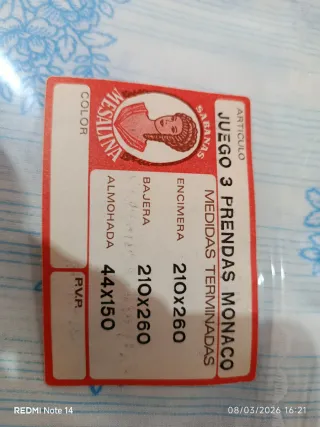 ARTICULO
JUEGO 3 PRENDAS MONACO
SABANAS
MESALINA
MEDIDAS TERMINADAS
ENCIMERA 210x260
BAJERA 210x260
ALMOHADA 44x150
COLOR
P.V.P.
REDMI Note 14
08/03/2026 16:21